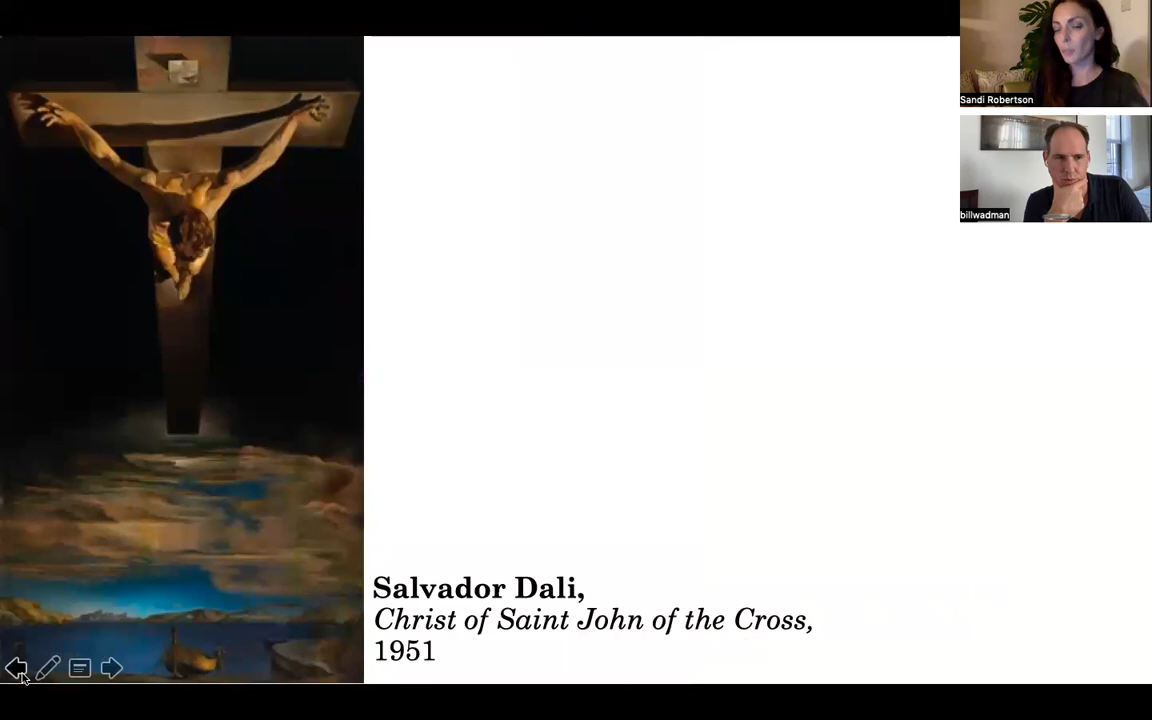 Sandi Robertson
billwadman
Salvador Dali,
Christ of Saint John of the Cross,
1951